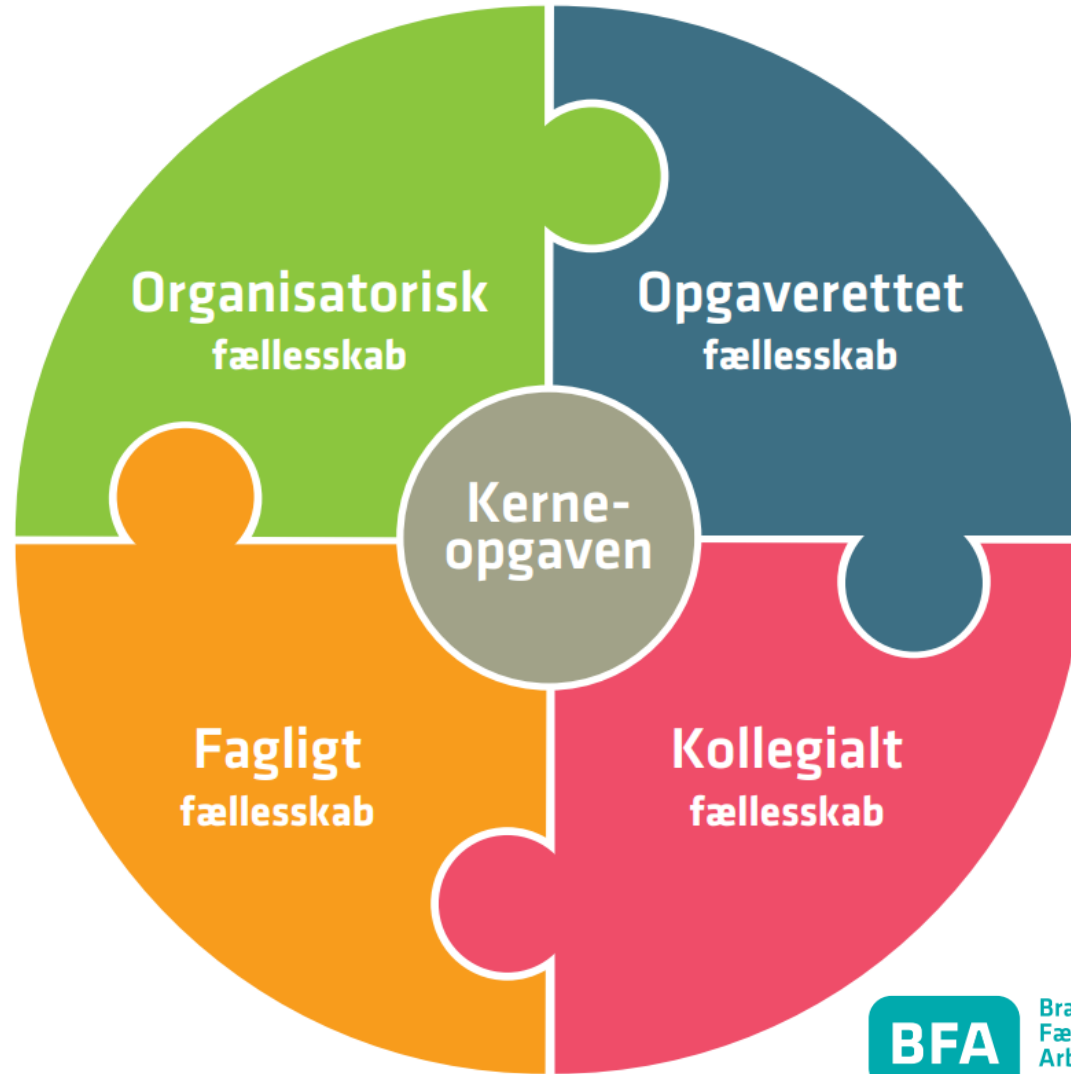 Organisatorisk
fællesskab
Opgaverettet
fællesskab
Kerne-
opgaven
Fagligt
fællesskab
Kollegialt
fællesskab
BFA